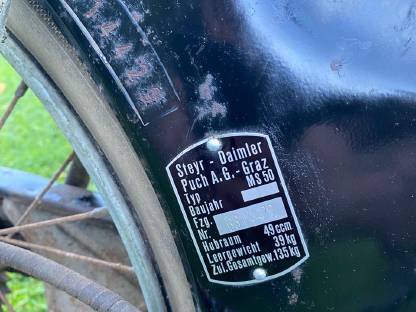 Steyr - Daimler
Puch A.G. - Graz
Typ MS 50
Baujahr
Fzg.
Nr.
Hubraum 49 ccm
Leergewicht 39 kg
Zul. Gesamtgew. 135 kg